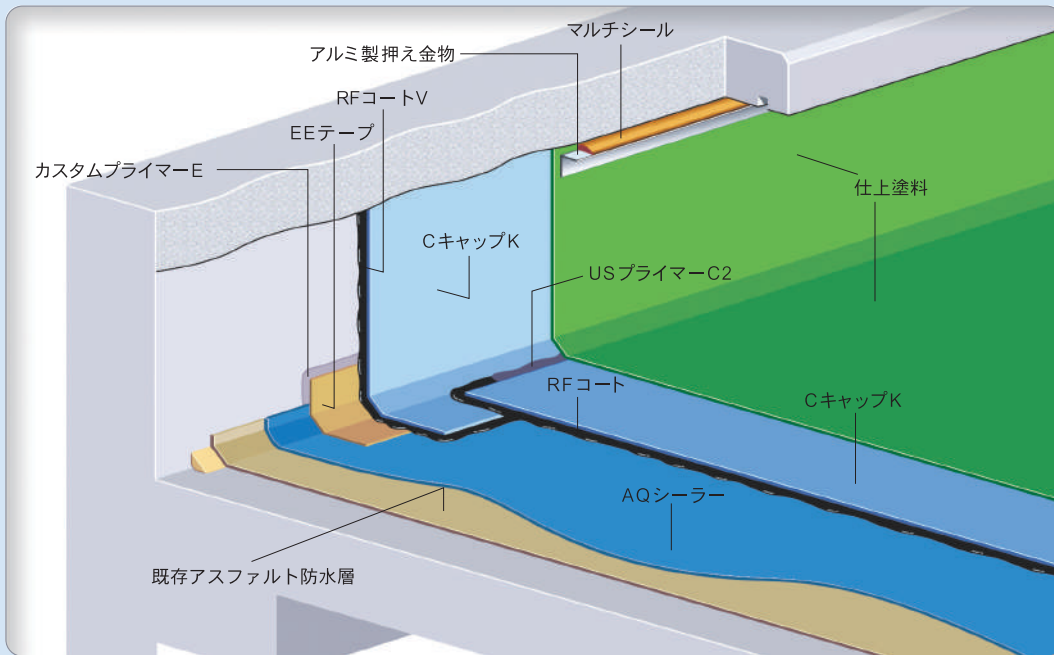 マルチシール
アルミ製押え金物
RFコートV
EEテープ
カスタムプライマーE
仕上塗料
CキャップK
USプライマーC2
RFコート
CキャップK
AQシーラー
既存アスファルト防水層